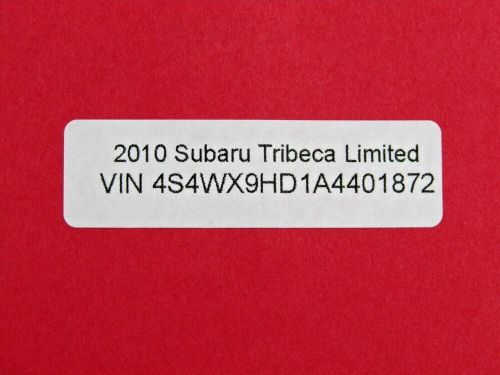 2010 Subaru Tribeca Limited
VIN 4S4WX9HD1A4401872